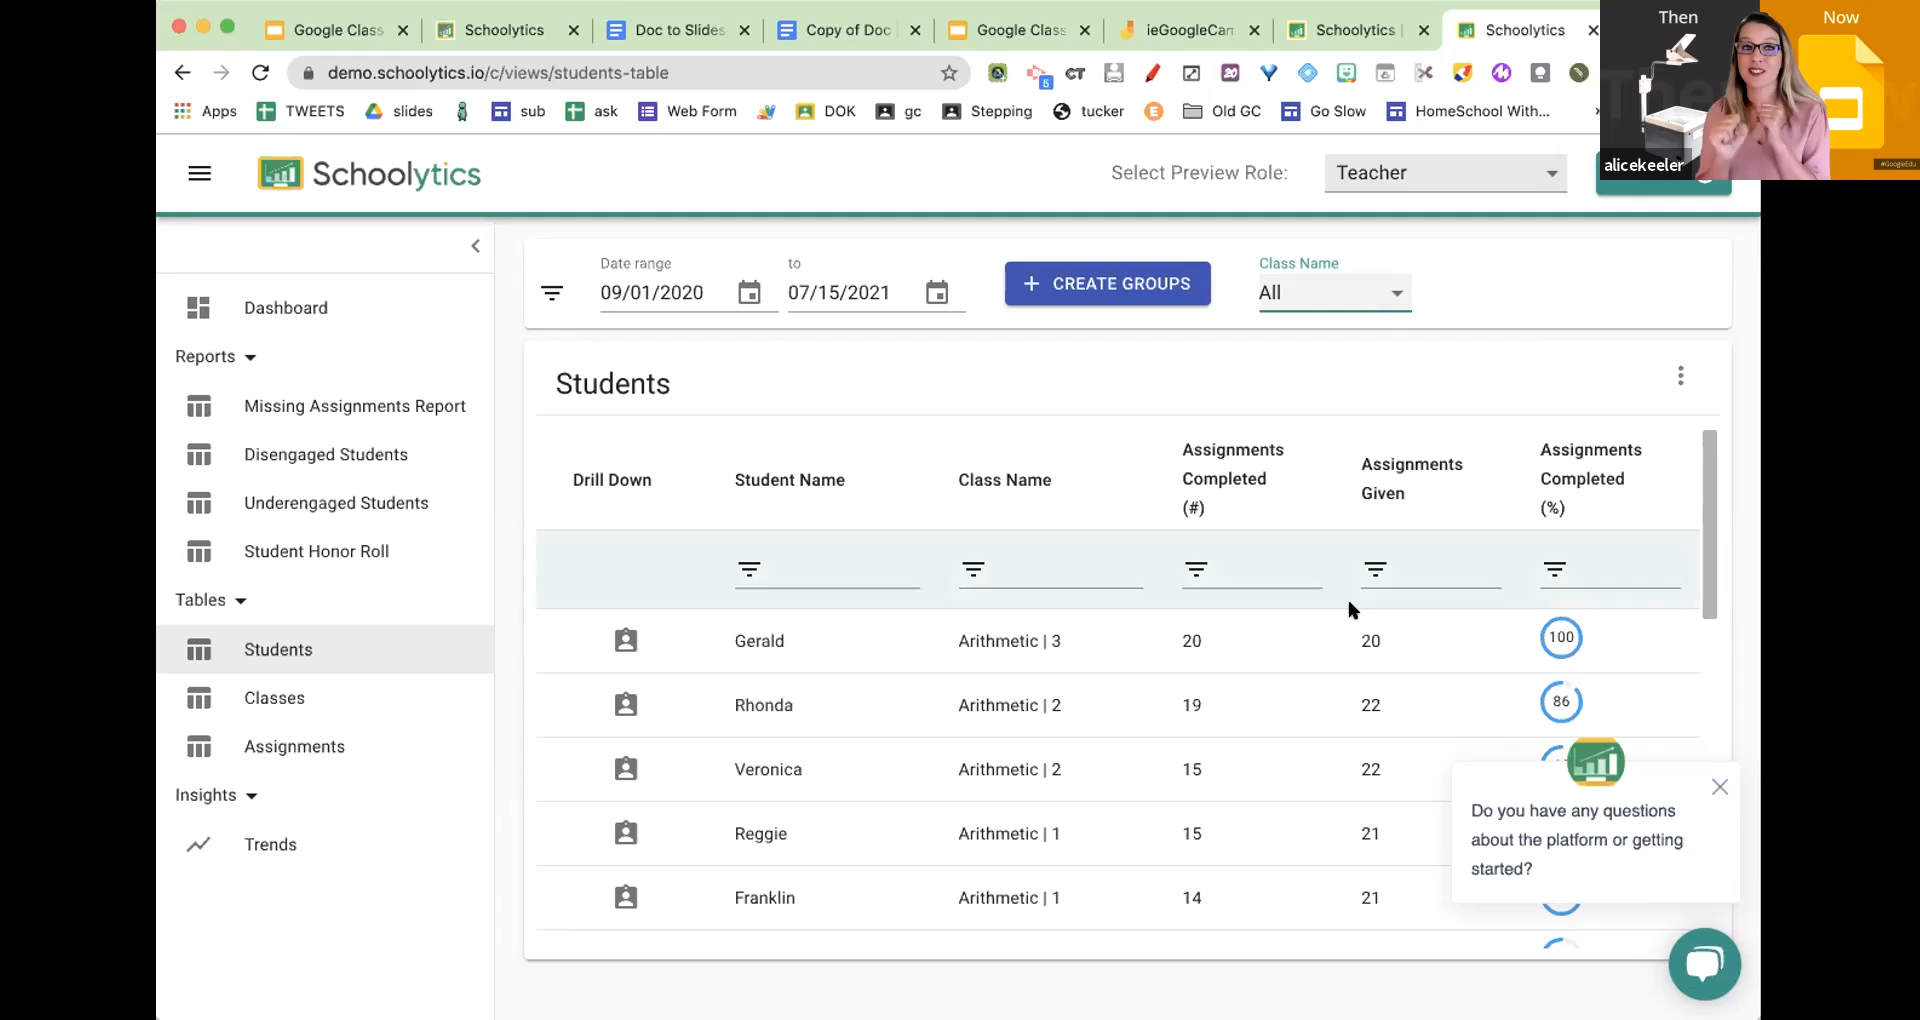 Google Class
Schoolytics
Doc to Slides
Copy of Doc
Google Class
ieGoogleCam
Schoolytics |
Schoolytics
Then
Now
demo.schoolytics.io/c/views/students-table
5
CT
20
Apps
TWEETS
slides
sub
ask
Web Form
DOK
gc
Stepping
tucker
E
Old GC
Go Slow
HomeSchool With...
alicekeeler
#GoogleEdu
Schoolytics
Select Preview Role:
Teacher
Date range
09/01/2020
to
07/15/2021
+ CREATE GROUPS
Class Name
All
Dashboard
Reports
Missing Assignments Report
Disengaged Students
Underengaged Students
Student Honor Roll
Tables
Students
Classes
Assignments
Insights
Trends
Students
Drill Down
Student Name
Class Name
Assignments
Completed
(#)
Assignments
Given
Assignments
Completed
(%)
Gerald Arithmetic | 3 20 20 100
Rhonda Arithmetic | 2 19 22 86
Veronica Arithmetic | 2 15 22
Reggie Arithmetic | 1 15 21
Franklin Arithmetic | 1 14 21
Do you have any questions
about the platform or getting
started?